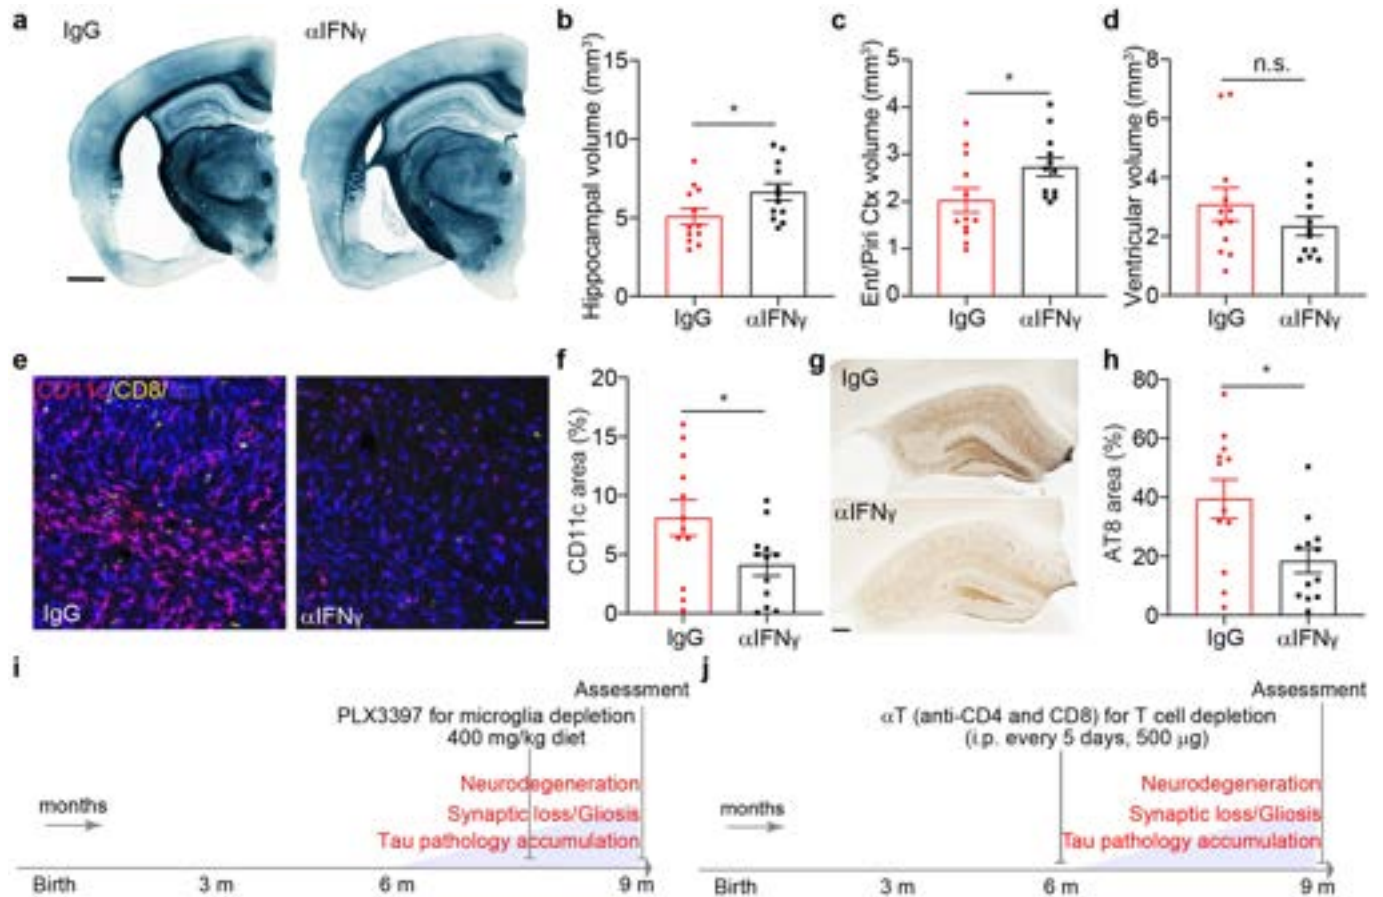 a
IgG
αIFNγ
b
Hippocampal volume (mm³)
15
10
5
0
*
IgG
αIFNγ
c
Ent/Piri Ctx volume (mm³)
5
4
3
2
1
0
*
IgG
αIFNγ
d
Ventricular volume (mm³)
8
6
4
2
0
n.s.
IgG
αIFNγ
e
CD11c/CD8/
IgG
αIFNγ
f
CD11c area (%)
20
15
10
5
0
*
IgG
αIFNγ
g
IgG
αIFNγ
h
AT8 area (%)
80
60
40
20
0
*
IgG
αIFNγ
i
Assessment
PLX3397 for microglia depletion
400 mg/kg diet
Neurodegeneration
Synaptic loss/Gliosis
Tau pathology accumulation
months
Birth 3 m 6 m 9 m
j
Assessment
αT (anti-CD4 and CD8) for T cell depletion
(i.p. every 5 days, 500 μg)
Neurodegeneration
Synaptic loss/Gliosis
Tau pathology accumulation
months
Birth 3 m 6 m 9 m